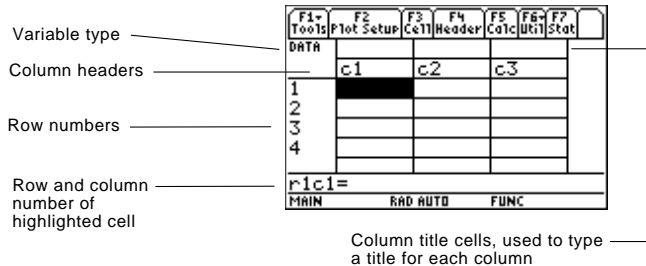 F1▾ F2 F3 F4 F5 F6▾ F7
Tools Plot Setup Cell Header Calc Util Stat
Variable type
DATA
Column headers
c1 c2 c3
1
2
Row numbers
3
4
Row and column
number of
highlighted cell
r1c1=
MAIN RAD AUTO FUNC
Column title cells, used to type
a title for each column